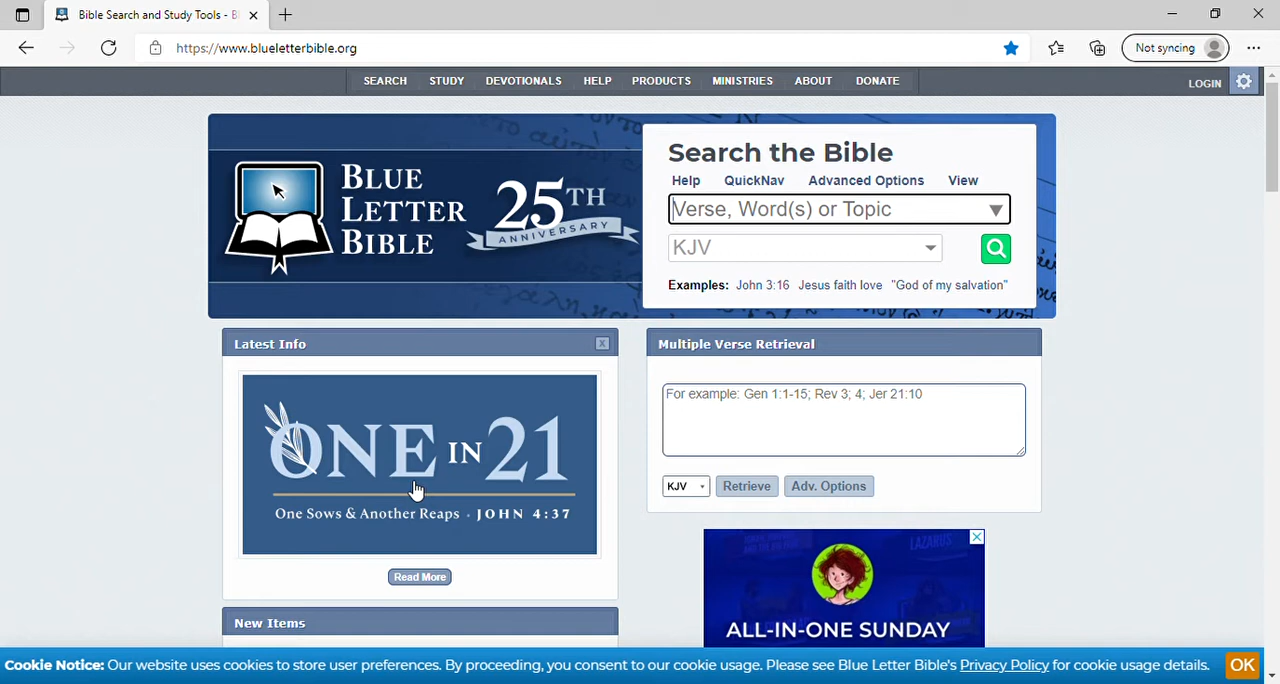 Bible Search and Study Tools - B
https://www.blueletterbible.org
Not syncing
SEARCH STUDY DEVOTIONALS HELP PRODUCTS MINISTRIES ABOUT DONATE
LOGIN
BLUE
LETTER
BIBLE
25TH
ANNIVERSARY
Search the Bible
Help QuickNav Advanced Options View
Verse, Word(s) or Topic
KJV
Examples: John 3:16 Jesus faith love "God of my salvation"
Latest Info
X
ONE IN 21
One Sows & Another Reaps · JOHN 4:37
Read More
New Items
Multiple Verse Retrieval
For example: Gen 1:1-15; Rev 3; 4; Jer 21:10
KJV Retrieve Adv. Options
LAZARUS
ALL-IN-ONE SUNDAY
Cookie Notice: Our website uses cookies to store user preferences. By proceeding, you consent to our cookie usage. Please see Blue Letter Bible's Privacy Policy for cookie usage details. OK